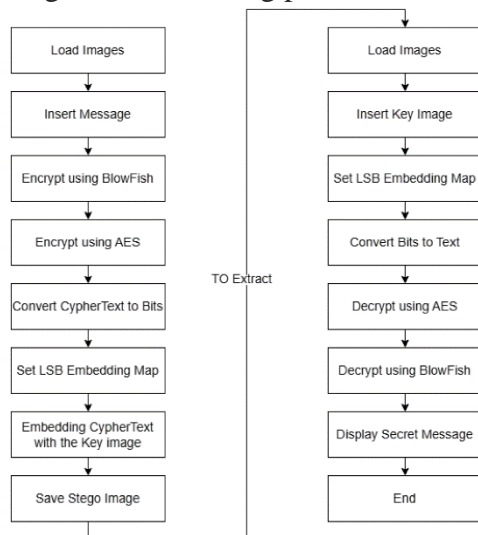 Load Images
Insert Message
Encrypt using BlowFish
Encrypt using AES
Convert CypherText to Bits
Set LSB Embedding Map
Embedding CypherText
with the Key image
Save Stego Image
TO Extract
Load Images
Insert Key Image
Set LSB Embedding Map
Convert Bits to Text
Decrypt using AES
Decrypt using BlowFish
Display Secret Message
End